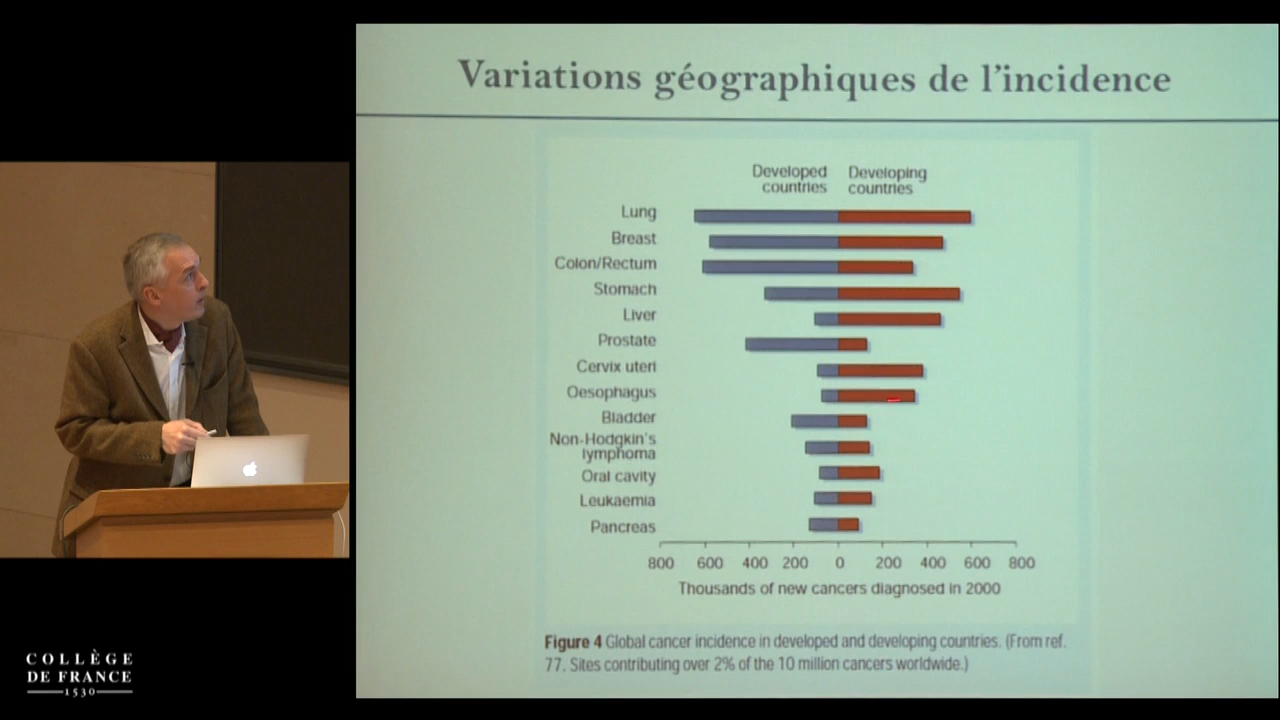 Variations géographiques de l'incidence
Developed countries
Developing countries
Lung
Breast
Colon/Rectum
Stomach
Liver
Prostate
Cervix uteri
Oesophagus
Bladder
Non-Hodgkin's
lymphoma
Oral cavity
Leukaemia
Pancreas
800 600 400 200 0 200 400 600 800
Thousands of new cancers diagnosed in 2000
Figure 4 Global cancer incidence in developed and developing countries. (From ref.
77. Sites contributing over 2% of the 10 million cancers worldwide.)
COLLÈGE
DE FRANCE
1530